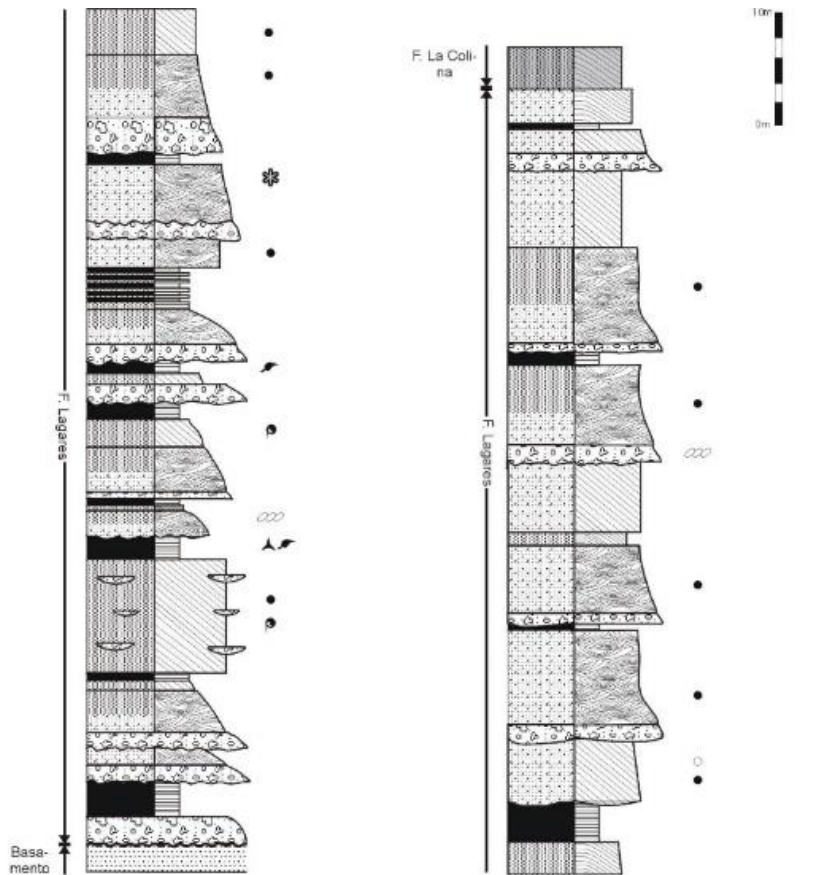 F. Lagares
Basa-
mento
F. La Coli-
na
F. Lagares
10m
0m